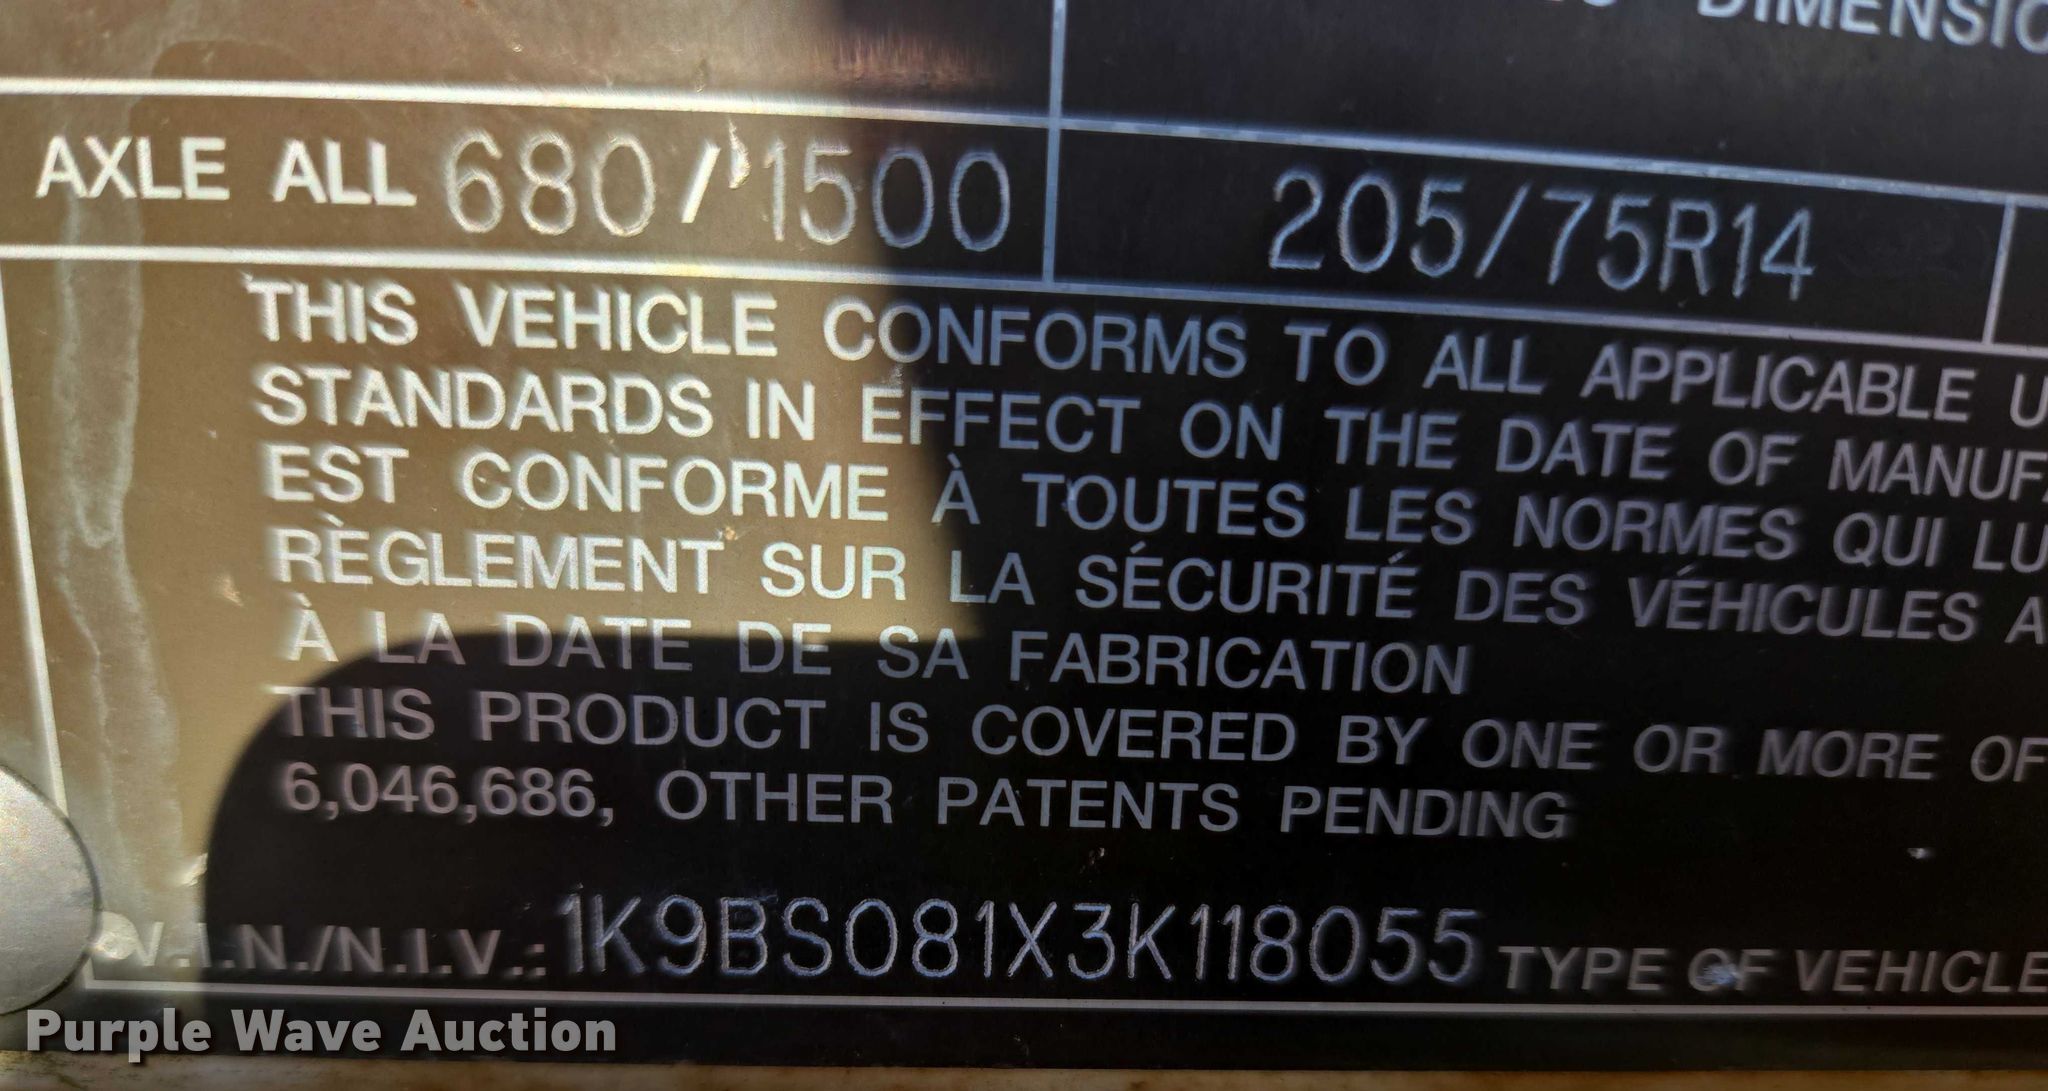 DIMENSIO
AXLE ALL 680/1500 205/75R14
THIS VEHICLE CONFORMS TO ALL APPLICABLE U
STANDARDS IN EFFECT ON THE DATE OF MANUFA
EST CONFORME À TOUTES LES NORMES QUI LU
RÈGLEMENT SUR LA SÉCURITÉ DES VÉHICULES A
À LA DATE DE SA FABRICATION
THIS PRODUCT IS COVERED BY ONE OR MORE OF
6,046,686, OTHER PATENTS PENDING
V.I.N./N.I.V.: 1K9BS081X3K118055 TYPE OF VEHICLE
Purple Wave Auction